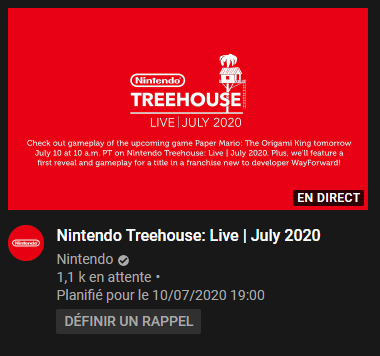 Nintendo
TREEHOUSE
LIVE | JULY 2020
Check out gameplay of the upcoming game Paper Mario: The Origami King tomorrow
July 10 at 10 a.m. PT on Nintendo Treehouse: Live | July 2020. Plus, we'll feature a
first reveal and gameplay for a title in a franchise new to developer WayForward!
EN DIRECT
Nintendo
Nintendo Treehouse: Live | July 2020
Nintendo
1,1 k en attente •
Planifié pour le 10/07/2020 19:00
DÉFINIR UN RAPPEL